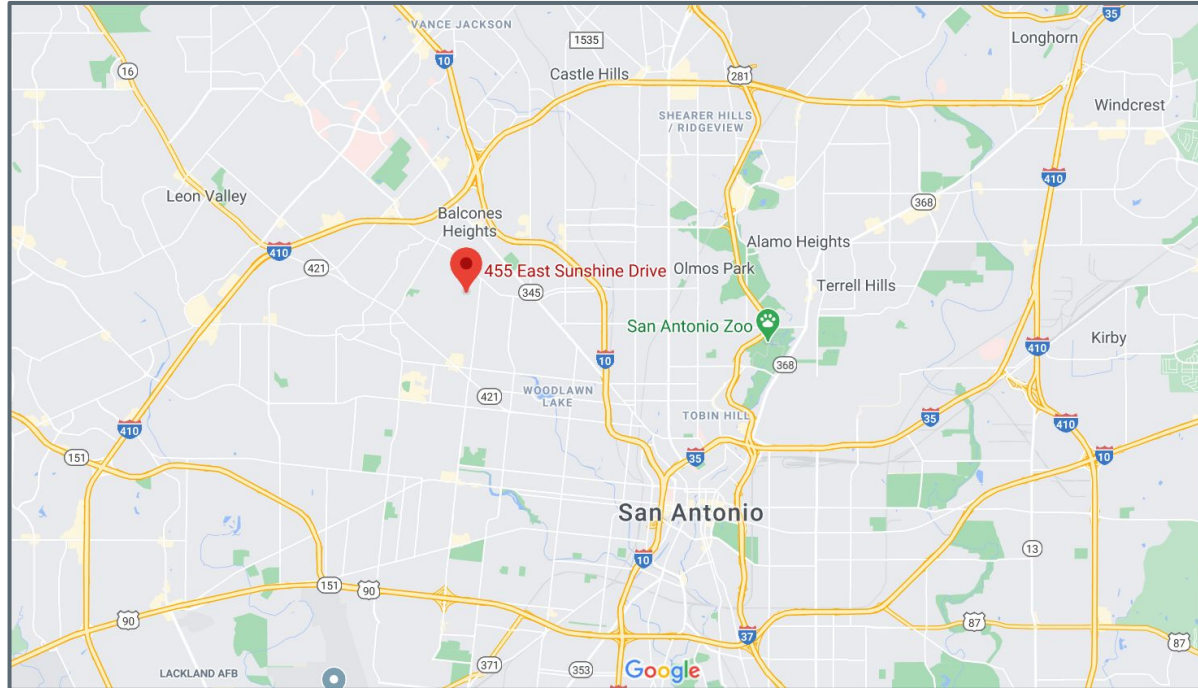 VANCE JACKSON
1535
35
Longhorn
10
Castle Hills
16
281
Windcrest
SHEARER HILLS
/ RIDGEVIEW
410
Leon Valley
368
Balcones
Heights
Alamo Heights
410
421
455 East Sunshine Drive
Olmos Park
Terrell Hills
345
San Antonio Zoo
Kirby
410
10
368
WOODLAWN
LAKE
421
TOBIN HILL
35
410
410
151
35
10
San Antonio
10
13
151
90
90
87
87
37
371
353
Google
LACKLAND AFB